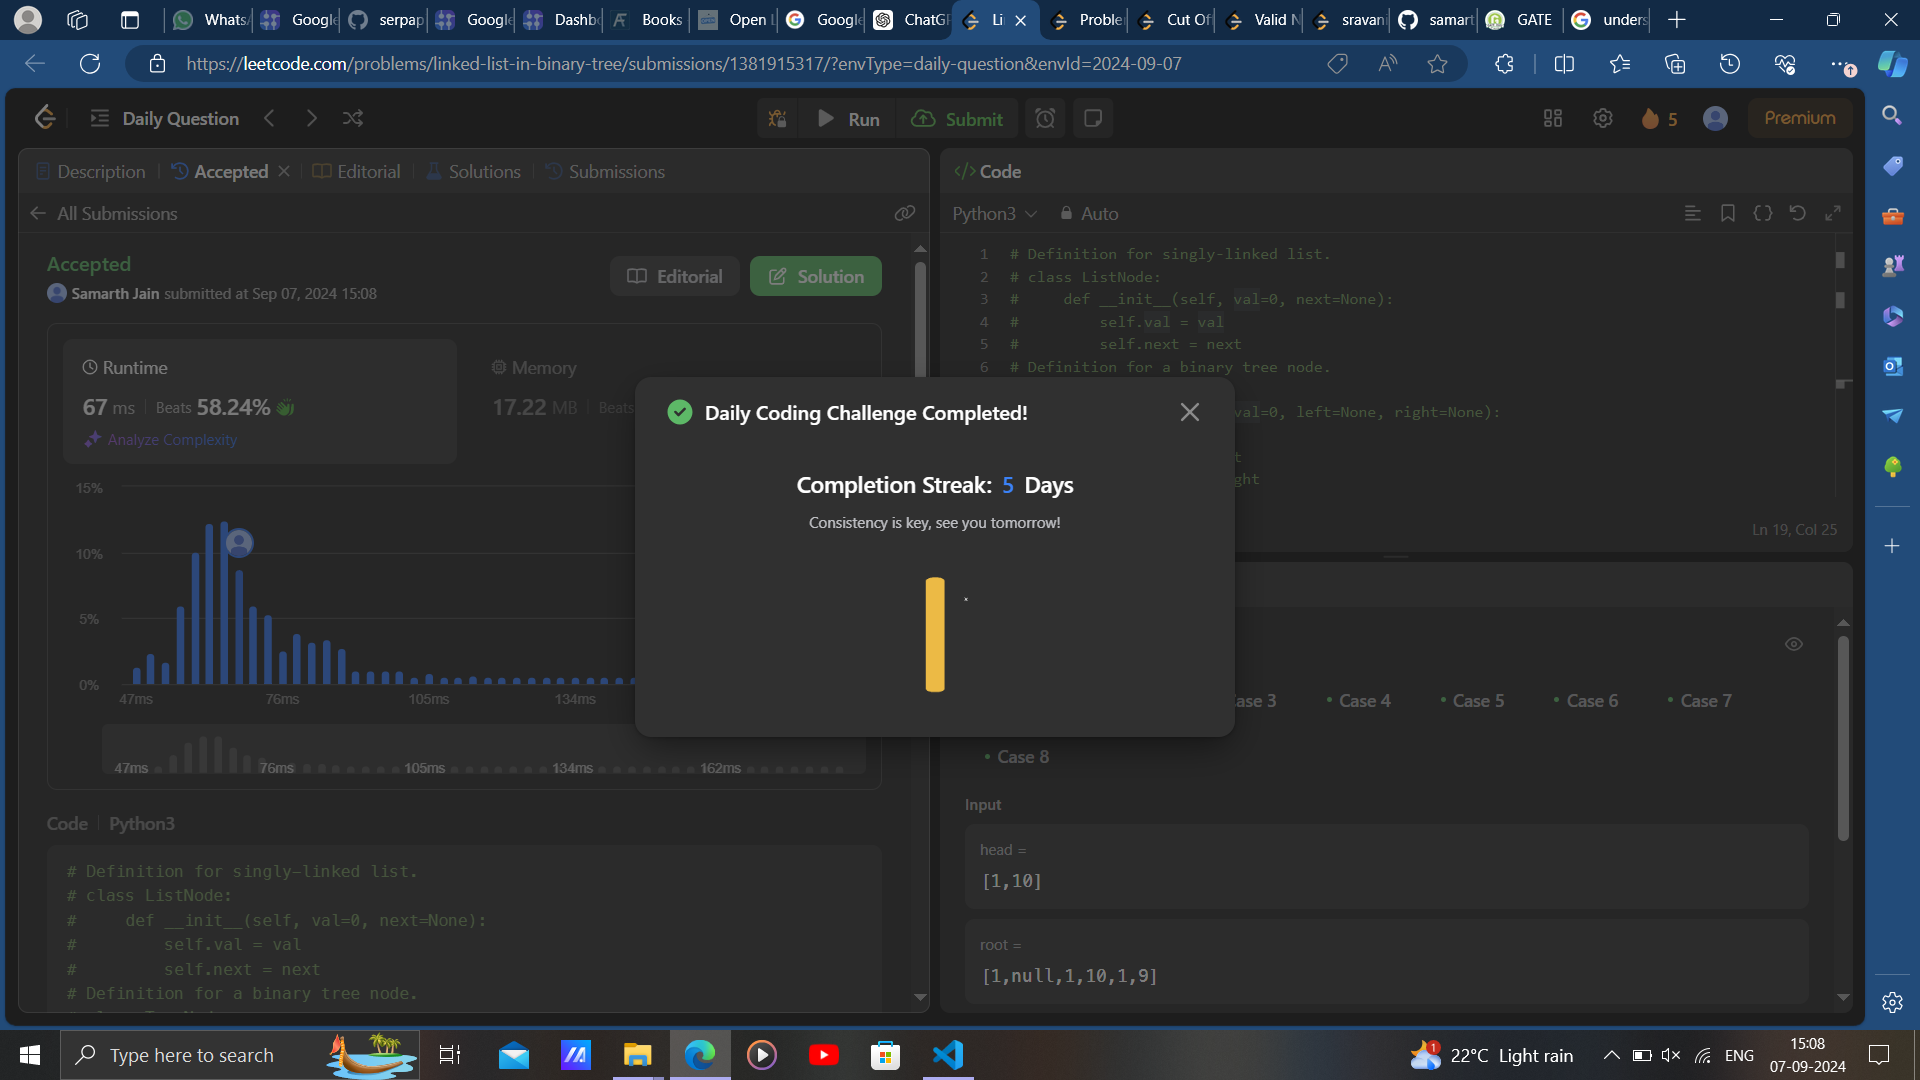 Whats
Google
serpap
Google
Dashbo
Books
Open L
Google
ChatGP
Li
Proble
Cut Of
Valid N
sravani
samart
GATE
unders
https://leetcode.com/problems/linked-list-in-binary-tree/submissions/1381915317/?envType=daily-question&envId=2024-09-07
Daily Question
Run
Submit
5
Premium
Description
Accepted
Editorial
Solutions
Submissions
All Submissions
Accepted
Samarth Jain submitted at Sep 07, 2024 15:08
Editorial
Solution
Runtime
67 ms | Beats 58.24%
Analyze Complexity
Memory
17.22 MB | Beats
15%
10%
5%
0%
47ms 76ms 105ms 134ms
47ms 76ms 105ms 134ms 162ms
Code | Python3
# Definition for singly-linked list.
# class ListNode:
#     def __init__(self, val=0, next=None):
#         self.val = val
#         self.next = next
# Definition for a binary tree node.
Daily Coding Challenge Completed!
Completion Streak: 5 Days
Consistency is key, see you tomorrow!
</> Code
Python3
Auto
1 # Definition for singly-linked list.
2 # class ListNode:
3 #     def __init__(self, val=0, next=None):
4 #         self.val = val
5 #         self.next = next
6 # Definition for a binary tree node.
val=0, left=None, right=None):
t
ght
Ln 19, Col 25
ase 3
Case 4
Case 5
Case 6
Case 7
Case 8
Input
head =
[1,10]
root =
[1,null,1,10,1,9]
Type here to search
1
22°C Light rain
ENG
15:08
07-09-2024